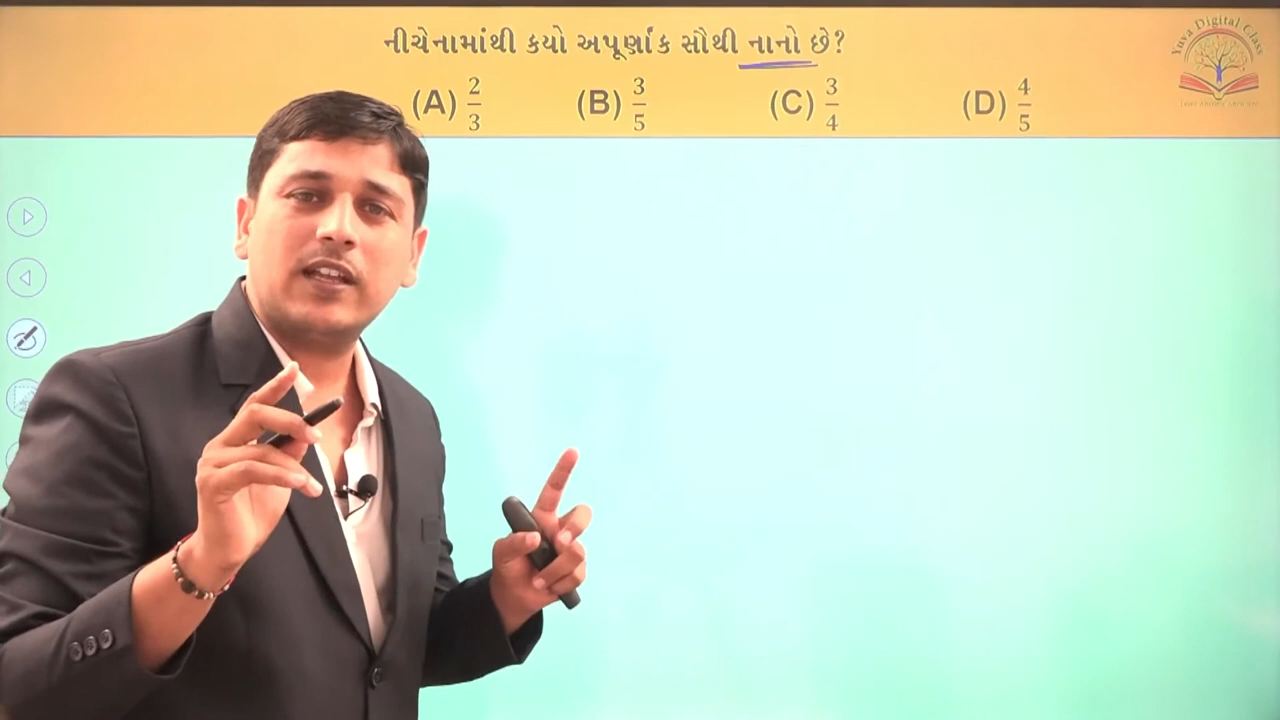 નીચેનામાંથી કયો અપૂર્ણાંક સૌથી નાનો છે?
(A) 2/3 (B) 3/5 (C) 3/4 (D) 4/5
Yuva Digital Class